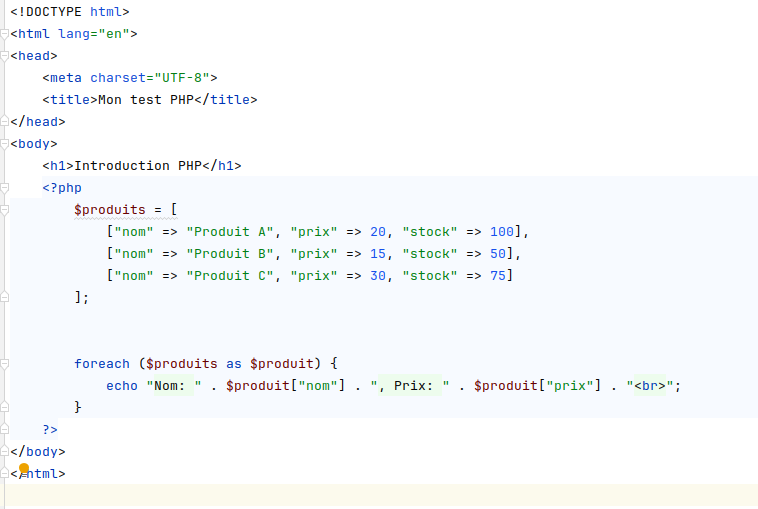 <!DOCTYPE html>
<html lang="en">
<head>
    <meta charset="UTF-8">
    <title>Mon test PHP</title>
</head>
<body>
    <h1>Introduction PHP</h1>
    <?php
        $produits = [
            ["nom" => "Produit A", "prix" => 20, "stock" => 100],
            ["nom" => "Produit B", "prix" => 15, "stock" => 50],
            ["nom" => "Produit C", "prix" => 30, "stock" => 75]
        ];


        foreach ($produits as $produit) {
            echo "Nom: " . $produit["nom"] . ", Prix: " . $produit["prix"] . "<br>";
        }
    ?>
</body>
</html>